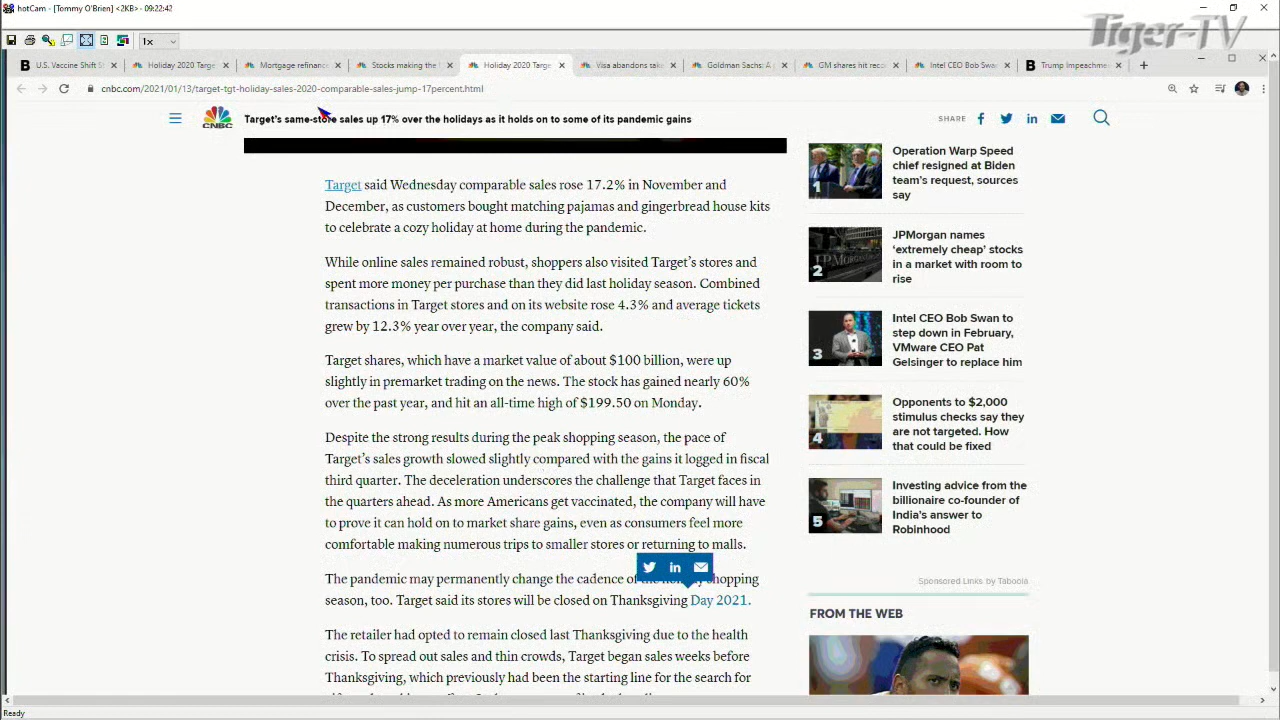 hotCam - [Tommy O'Brien] <2KB> - 09:22:42
Tiger-TV
1x
B U.S. Vaccine Shift S
Holiday 2020 Targe
Mortgage refinanc
Stocks making the
Holiday 2020 Targe
Visa abandons tak
Goldman Sachs: A
GM shares hit reco
Intel CEO Bob Swan
B Trump Impeachme
cnbc.com/2021/01/13/target-tgt-holiday-sales-2020-comparable-sales-jump-17percent.html
CNBC
Target's same-store sales up 17% over the holidays as it holds on to some of its pandemic gains
SHARE
Target said Wednesday comparable sales rose 17.2% in November and
December, as customers bought matching pajamas and gingerbread house kits
to celebrate a cozy holiday at home during the pandemic.
While online sales remained robust, shoppers also visited Target's stores and
spent more money per purchase than they did last holiday season. Combined
transactions in Target stores and on its website rose 4.3% and average tickets
grew by 12.3% year over year, the company said.
Target shares, which have a market value of about $100 billion, were up
slightly in premarket trading on the news. The stock has gained nearly 60%
over the past year, and hit an all-time high of $199.50 on Monday.
Despite the strong results during the peak shopping season, the pace of
Target's sales growth slowed slightly compared with the gains it logged in fiscal
third quarter. The deceleration underscores the challenge that Target faces in
the quarters ahead. As more Americans get vaccinated, the company will have
to prove it can hold on to market share gains, even as consumers feel more
comfortable making numerous trips to smaller stores or returning to malls.
The pandemic may permanently change the cadence of the shopping
season, too. Target said its stores will be closed on Thanksgiving Day 2021.
The retailer had opted to remain closed last Thanksgiving due to the health
crisis. To spread out sales and thin crowds, Target began sales weeks before
Thanksgiving, which previously had been the starting line for the search for
1
Operation Warp Speed
chief resigned at Biden
team's request, sources
say
2
JPMorgan names
'extremely cheap' stocks
in a market with room to
rise
3
Intel CEO Bob Swan to
step down in February,
VMware CEO Pat
Gelsinger to replace him
4
Opponents to $2,000
stimulus checks say they
are not targeted. How
that could be fixed
5
Investing advice from the
billionaire co-founder of
India's answer to
Robinhood
Sponsored Links by Taboola
FROM THE WEB
Ready